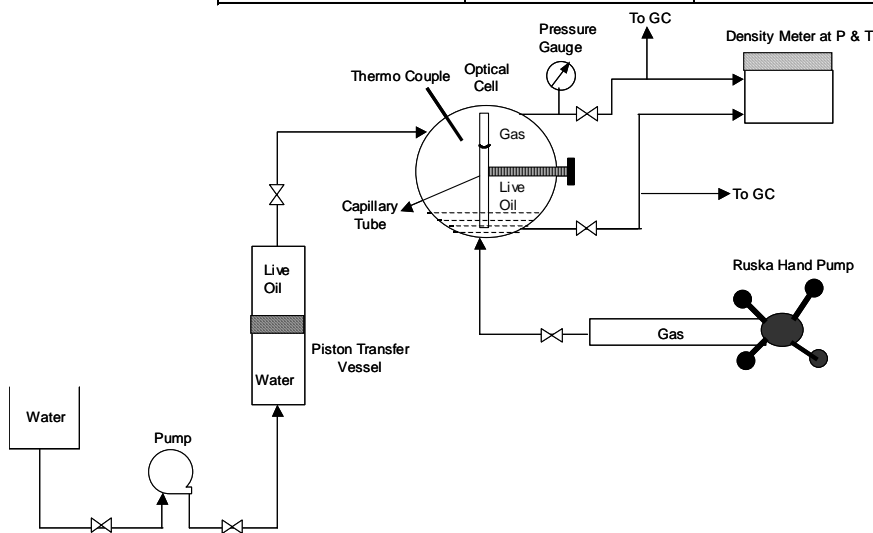 To GC
Pressure
Gauge
Density Meter at P & T
Thermo Couple
Optical
Cell
Gas
Live
Oil
Capillary
Tube
To GC
Ruska Hand Pump
Gas
Live
Oil
Piston Transfer
Vessel
Water
Water
Pump